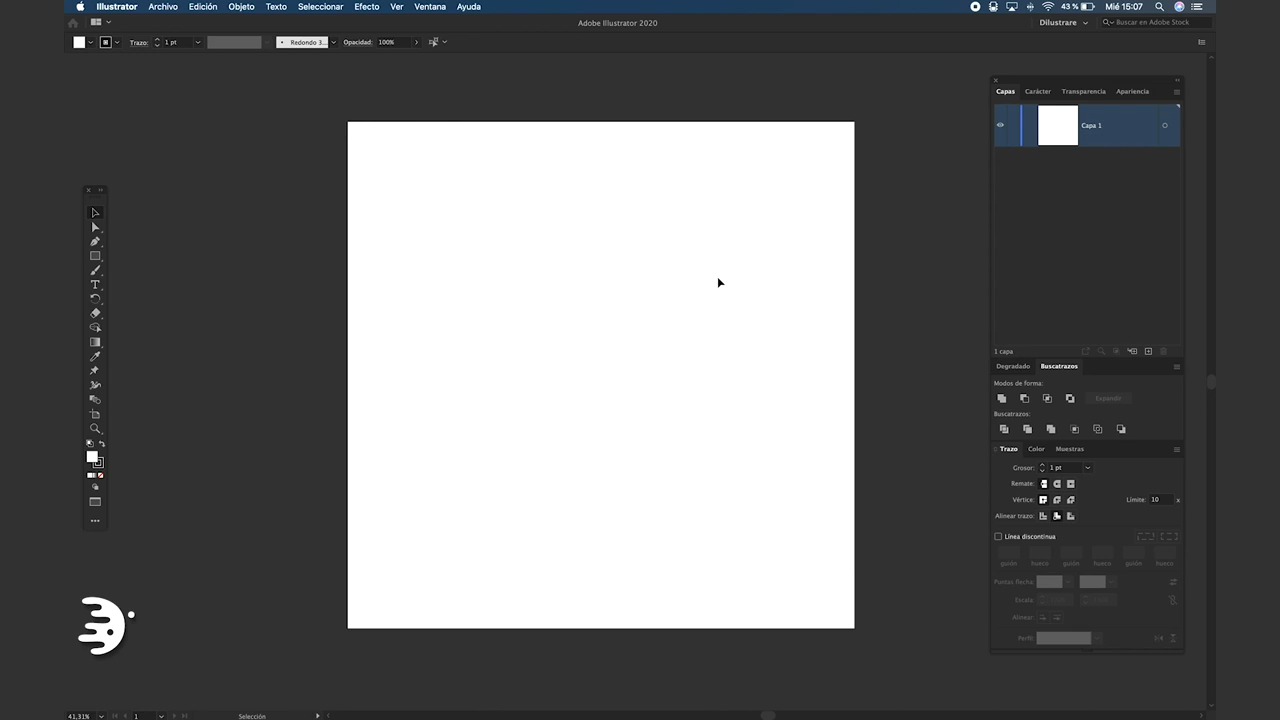 Illustrator Archivo Edición Objeto Texto Seleccionar Efecto Ver Ventana Ayuda 43 % Mié 15:07
Adobe Illustrator 2020 Dilustrare Buscar en Adobe Stock
Trazo: 1 pt Redondo 3... Opacidad: 100%
Capas Carácter Transparencia Apariencia
Capa 1
1 capa
Degradado Buscatrazos
Modos de forma:
Expandir
Buscatrazos:
Trazo Color Muestras
Grosor: 1 pt
Remate:
Vértice: Límite: 10 x
Alinear trazo:
Línea discontinua
guión hueco guión hueco guión hueco
Puntas flecha:
Escala:
Alinear:
Perfil:
41,31% 1 Selección